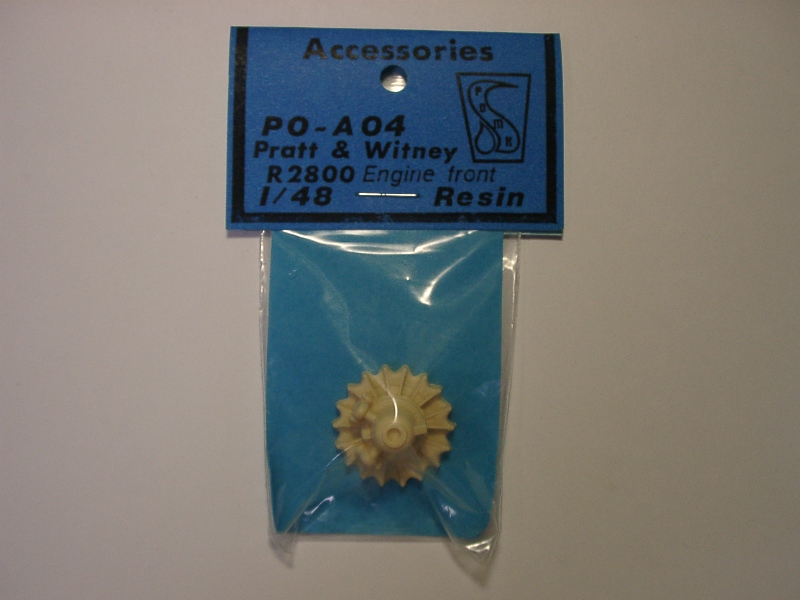 Accessories
PO-A04
Pratt & Witney
R2800 Engine front
1/48 Resin